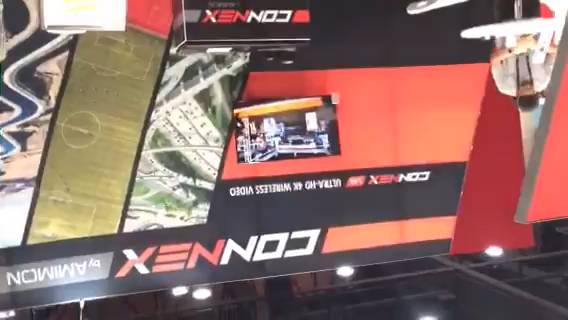 CONNEX by AMIMON
CONNEX ULTRA-HD 4K WIRELESS VIDEO
CONNEX